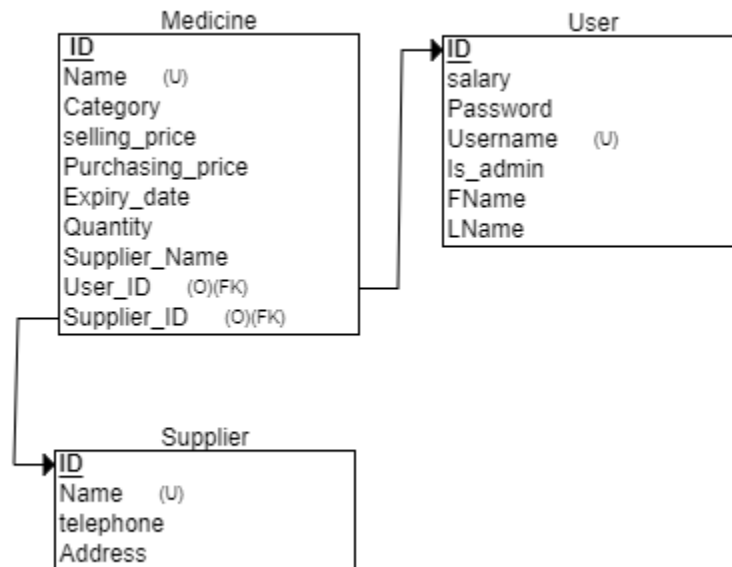 Medicine
ID
Name (U)
Category
selling_price
Purchasing_price
Expiry_date
Quantity
Supplier_Name
User_ID (O)(FK)
Supplier_ID (O)(FK)
User
ID
salary
Password
Username (U)
Is_admin
FName
LName
Supplier
ID
Name (U)
telephone
Address